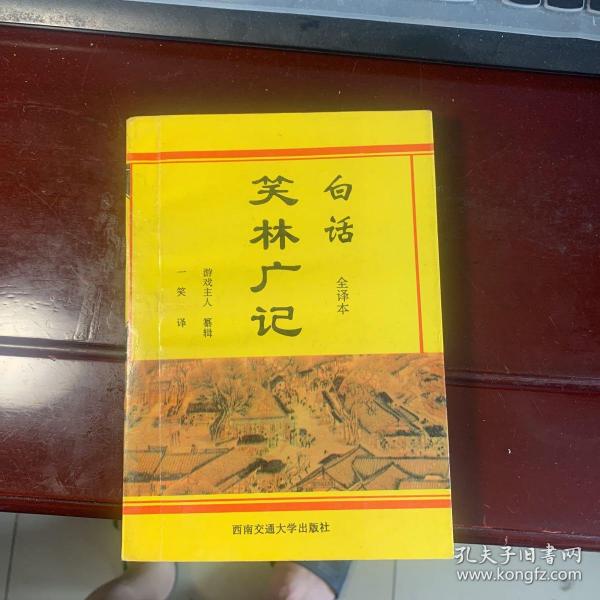 白话
全译本
笑林广记
游戏主人 纂辑
一笑 译
西南交通大学出版社
孔夫子旧書网
www.kongfz.com